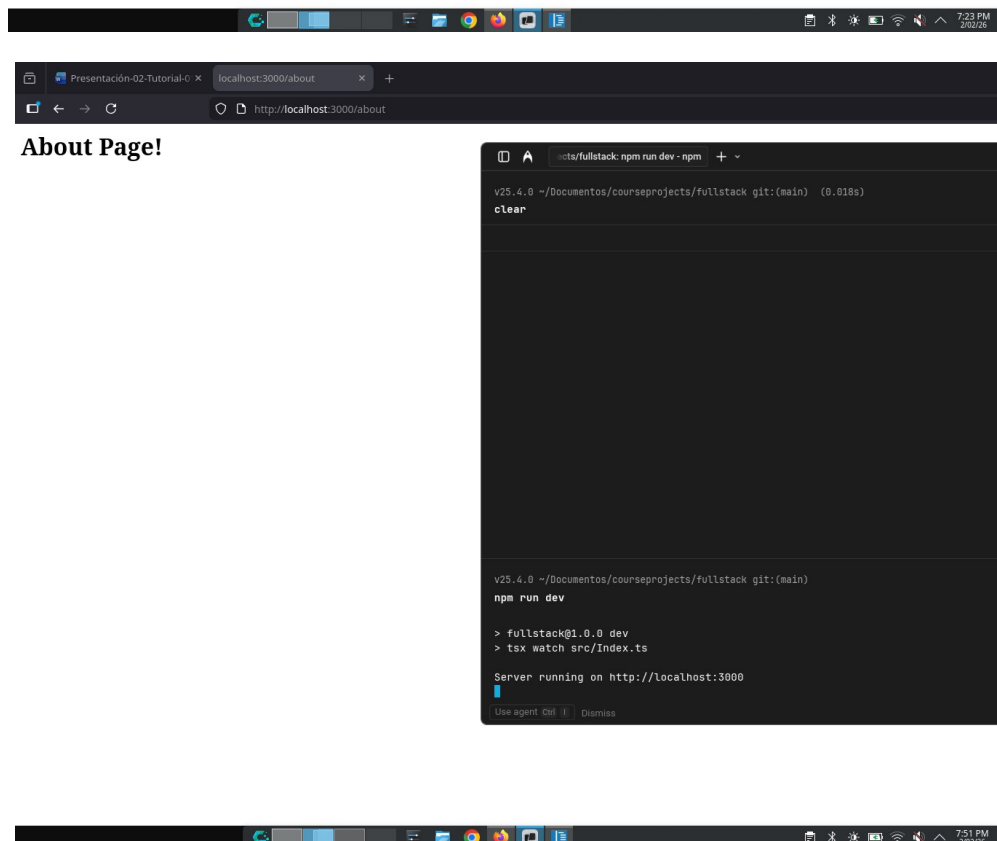 7:23 PM
2/02/26
Presentación-02-Tutorial-0
localhost:3000/about
http://localhost:3000/about
About Page!
cts/fullstack: npm run dev - npm
v25.4.0 ~/Documentos/courseprojects/fullstack git:(main) (0.018s)
clear
v25.4.0 ~/Documentos/courseprojects/fullstack git:(main)
npm run dev
> fullstack@1.0.0 dev
> tsx watch src/Index.ts
Server running on http://localhost:3000
Use agent Ctrl I Dismiss
7:51 PM